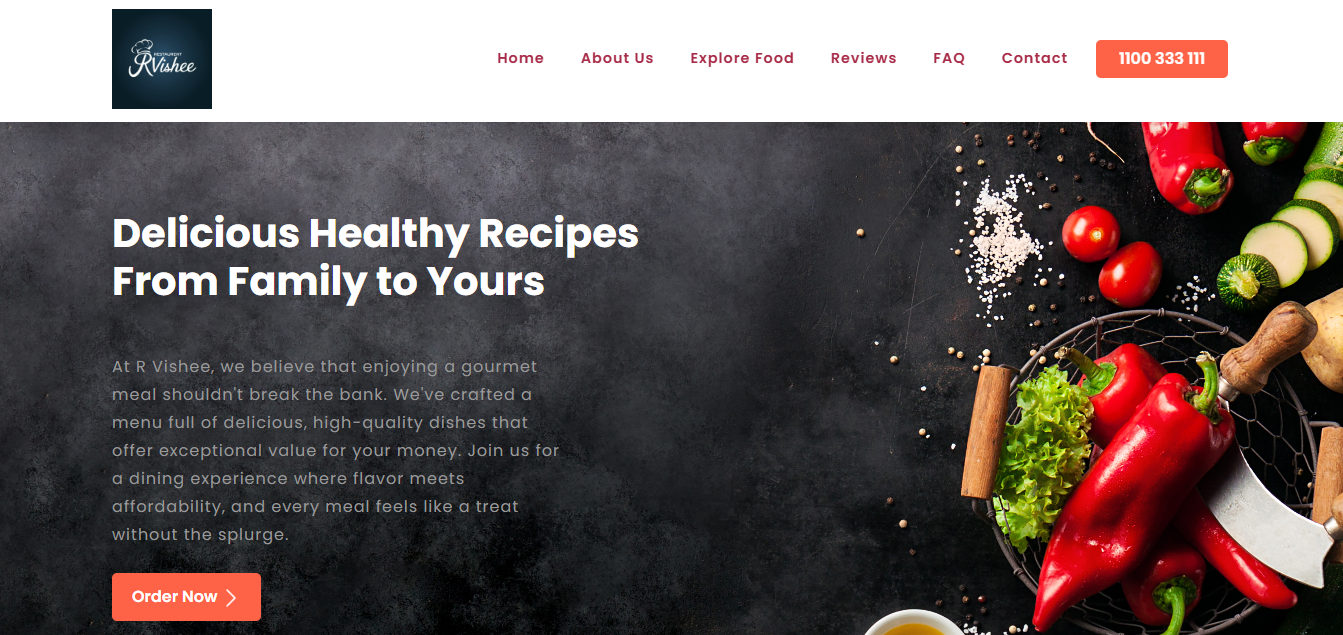 RESTAURANT
RVishee
Home About Us Explore Food Reviews FAQ Contact 1100 333 111
Delicious Healthy Recipes
From Family to Yours
At R Vishee, we believe that enjoying a gourmet
meal shouldn't break the bank. We've crafted a
menu full of delicious, high-quality dishes that
offer exceptional value for your money. Join us for
a dining experience where flavor meets
affordability, and every meal feels like a treat
without the splurge.
Order Now